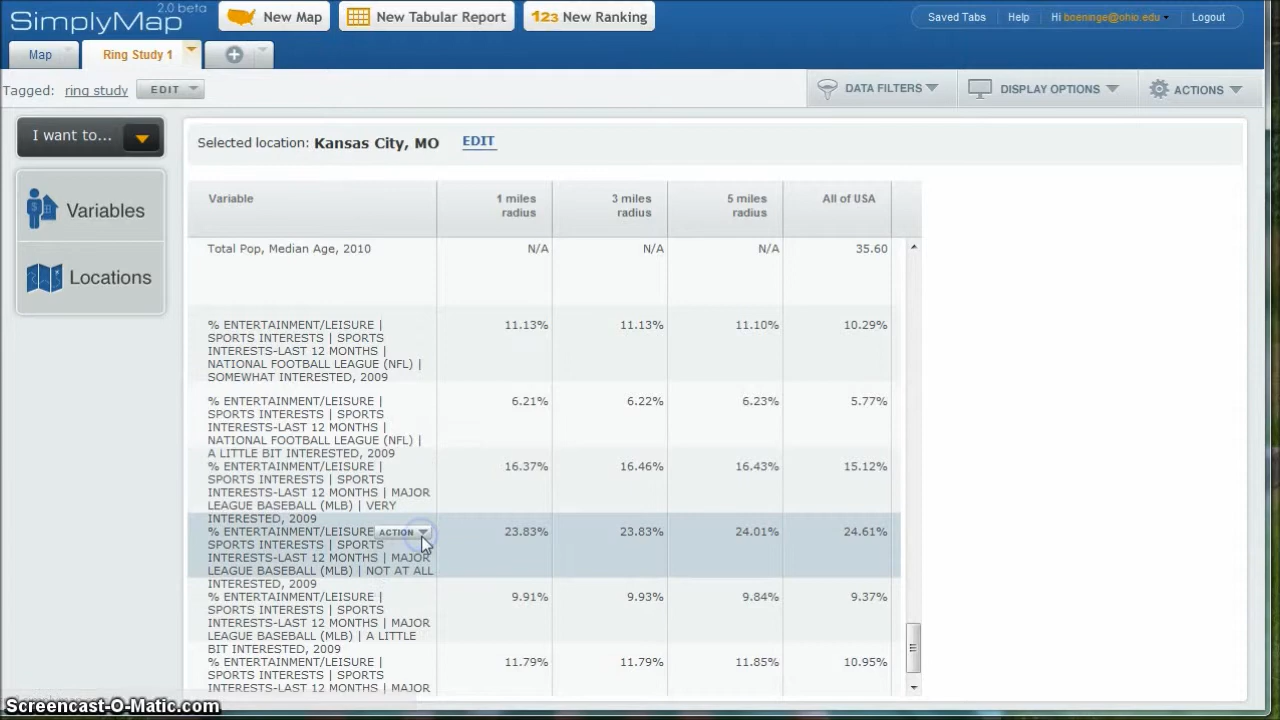 SimplyMap
2.0 beta
New Map
New Tabular Report
123 New Ranking
Saved Tabs
Help
Hi boeninge@ohio.edu
Logout
Map
Ring Study 1
Tagged: ring study
EDIT
DATA FILTERS
DISPLAY OPTIONS
ACTIONS
I want to...
Variables
Locations
Selected location: Kansas City, MO
EDIT
Variable
1 miles
radius
3 miles
radius
5 miles
radius
All of USA
Total Pop, Median Age, 2010
N/A
N/A
N/A
35.60
% ENTERTAINMENT/LEISURE |
SPORTS INTERESTS | SPORTS
INTERESTS-LAST 12 MONTHS |
NATIONAL FOOTBALL LEAGUE (NFL) |
SOMEWHAT INTERESTED, 2009
11.13%
11.13%
11.10%
10.29%
% ENTERTAINMENT/LEISURE |
SPORTS INTERESTS | SPORTS
INTERESTS-LAST 12 MONTHS |
NATIONAL FOOTBALL LEAGUE (NFL) |
A LITTLE BIT INTERESTED, 2009
6.21%
6.22%
6.23%
5.77%
% ENTERTAINMENT/LEISURE |
SPORTS INTERESTS | SPORTS
INTERESTS-LAST 12 MONTHS | MAJOR
LEAGUE BASEBALL (MLB) | VERY
INTERESTED, 2009
16.37%
16.46%
16.43%
15.12%
% ENTERTAINMENT/LEISURE
ACTION
SPORTS INTERESTS | SPORTS
INTERESTS-LAST 12 MONTHS | MAJOR
LEAGUE BASEBALL (MLB) | NOT AT ALL
INTERESTED, 2009
23.83%
23.83%
24.01%
24.61%
% ENTERTAINMENT/LEISURE |
SPORTS INTERESTS | SPORTS
INTERESTS-LAST 12 MONTHS | MAJOR
LEAGUE BASEBALL (MLB) | A LITTLE
BIT INTERESTED, 2009
9.91%
9.93%
9.84%
9.37%
% ENTERTAINMENT/LEISURE |
SPORTS INTERESTS | SPORTS
INTERESTS-LAST 12 MONTHS | MAJOR
11.79%
11.79%
11.85%
10.95%
Screencast-O-Matic.com